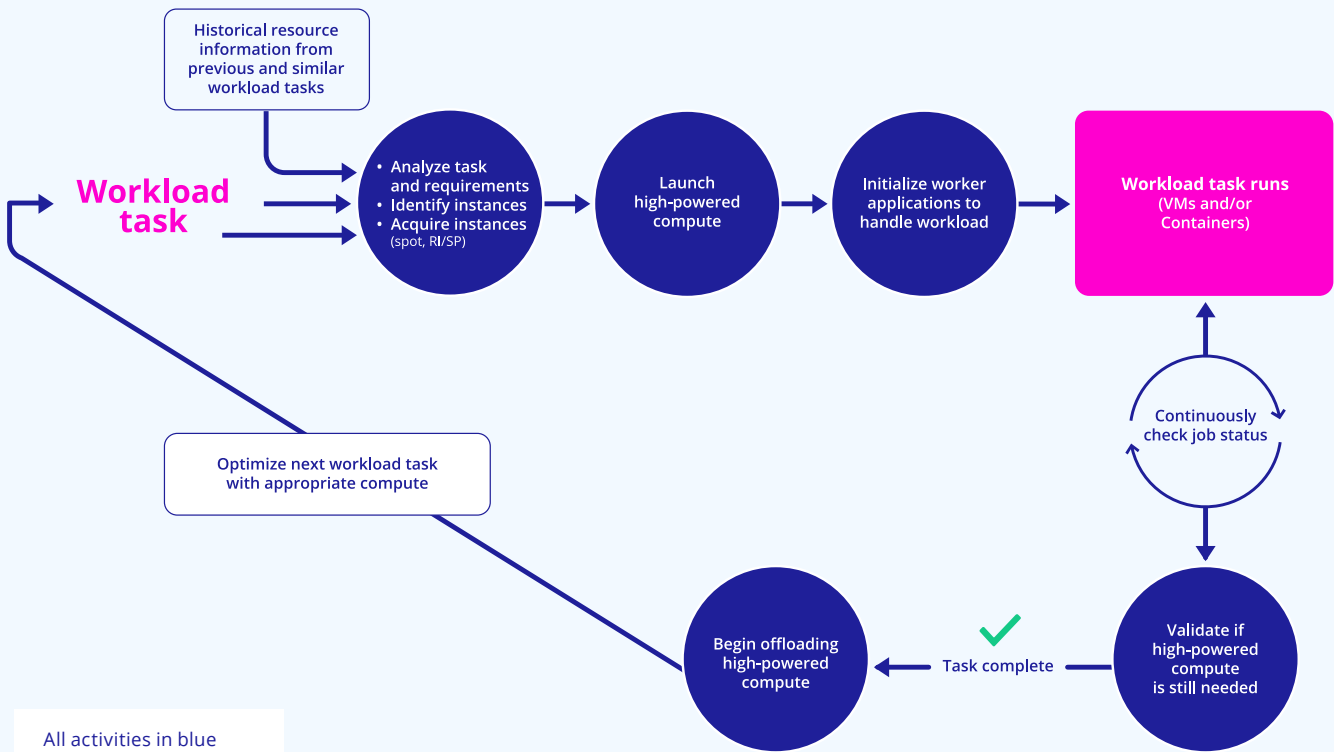 Historical resource
information from
previous and similar
workload tasks
Workload
task
• Analyze task
and requirements
• Identify instances
• Acquire instances
(spot, RI/SP)
Launch
high-powered
compute
Initialize worker
applications to
handle workload
Workload task runs
(VMs and/or
Containers)
Continuously
check job status
Optimize next workload task
with appropriate compute
Begin offloading
high-powered
compute
Task complete
Validate if
high-powered
compute
is still needed
All activities in blue